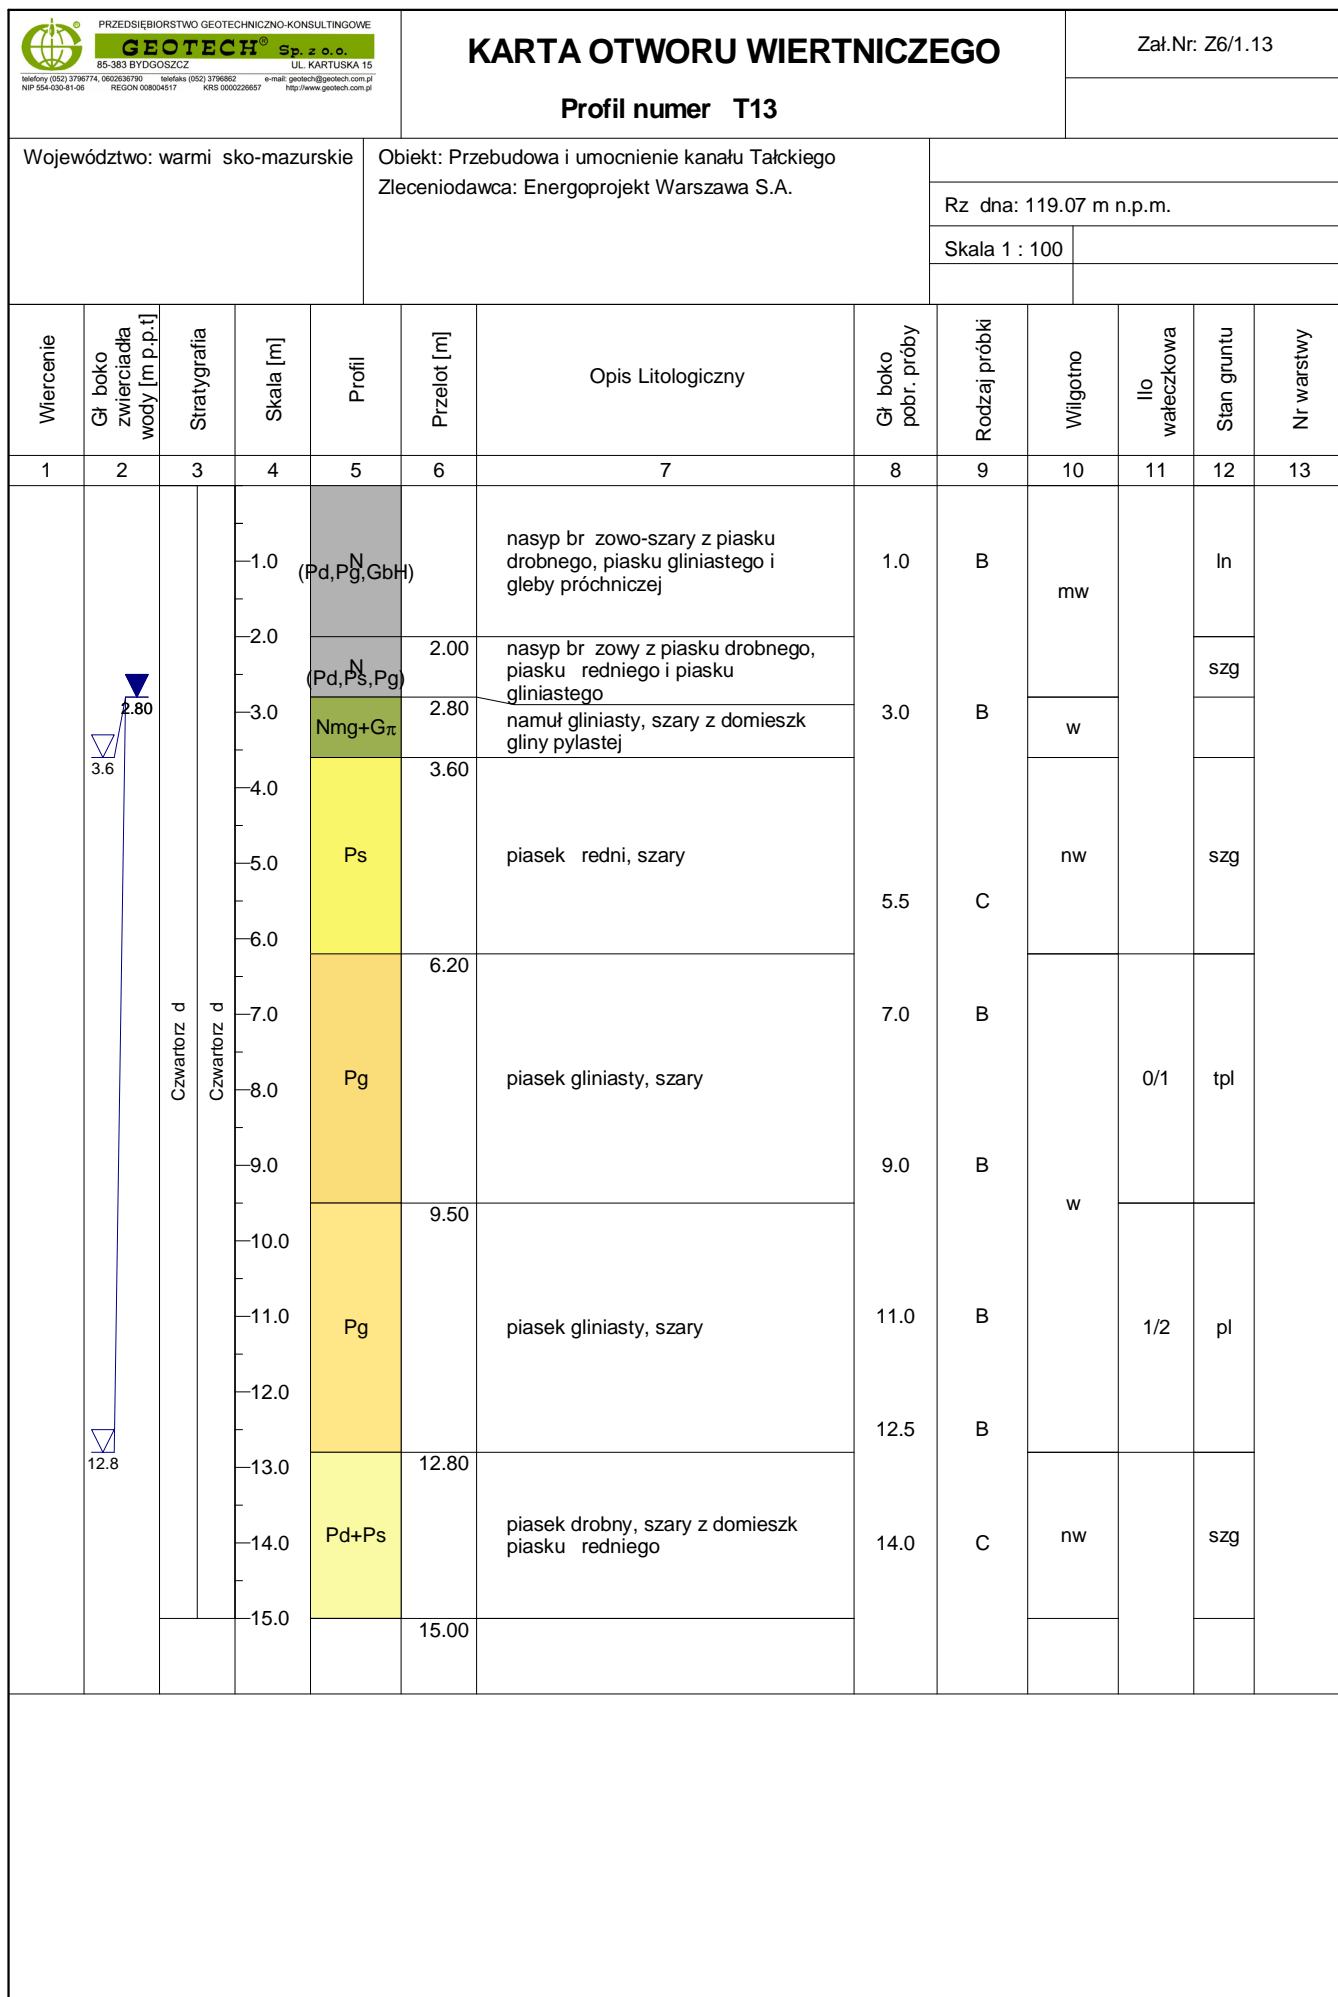 PRZEDSIĘBIORSTWO GEOTECHNICZNO-KONSULTINGOWE
GEOTECH® Sp. z o.o.
85-383 BYDGOSZCZ UL. KARTUSKA 15
telefony (052) 3796774, 0602636790 telefaks (052) 3796862 e-mail: geotech@geotech.com.pl
NIP 554-030-81-06 REGON 008004517 KRS 0000226657 http://www.geotech.com.pl
KARTA OTWORU WIERTNICZEGO
Profil numer T13
Zał.Nr: Z6/1.13
Województwo: warmi sko-mazurskie
Obiekt: Przebudowa i umocnienie kanału Tałckiego
Zleceniodawca: Energoprojekt Warszawa S.A.
Rz dna: 119.07 m n.p.m.
Skala 1 : 100
Wiercenie
Gł boko
zwierciadła
wody [m p.p.t]
Stratygrafia
Skala [m]
Profil
Przelot [m]
Opis Litologiczny
Gł boko
pobr. próby
Rodzaj próbki
Wilgotno
Ilo
wałeczkowa
Stan gruntu
Nr warstwy
1 2 3 4 5 6 7 8 9 10 11 12 13
nasyp br zowo-szary z piasku
1.0 N drobnego, piasku gliniastego i 1.0 B ln
(Pd,Pg,GbH) gleby próchniczej
mw
2.0
2.00 nasyp br zowy z piasku drobnego,
N piasku redniego i piasku szg
(Pd,Ps,Pg) gliniastego
2.80
3.0 2.80 namuł gliniasty, szary z domieszk 3.0 B
Nmg+Gπ gliny pylastej w
3.6 3.60
4.0
Ps piasek redni, szary nw szg
5.0
5.5 C
6.0
6.20
7.0 7.0 B
Czwartorz d
Czwartorz d
Pg piasek gliniasty, szary 0/1 tpl
8.0
9.0 9.0 B
w
9.50
10.0
11.0 11.0 B
Pg piasek gliniasty, szary 1/2 pl
12.0
12.5 B
12.8 13.0 12.80
piasek drobny, szary z domieszk
Pd+Ps piasku redniego nw szg
14.0 14.0 C
15.0
15.00